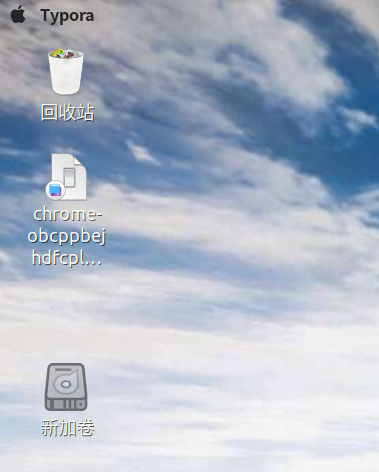 Typora
回收站
chrome-
obcppbej
hdfcpl...
新加卷